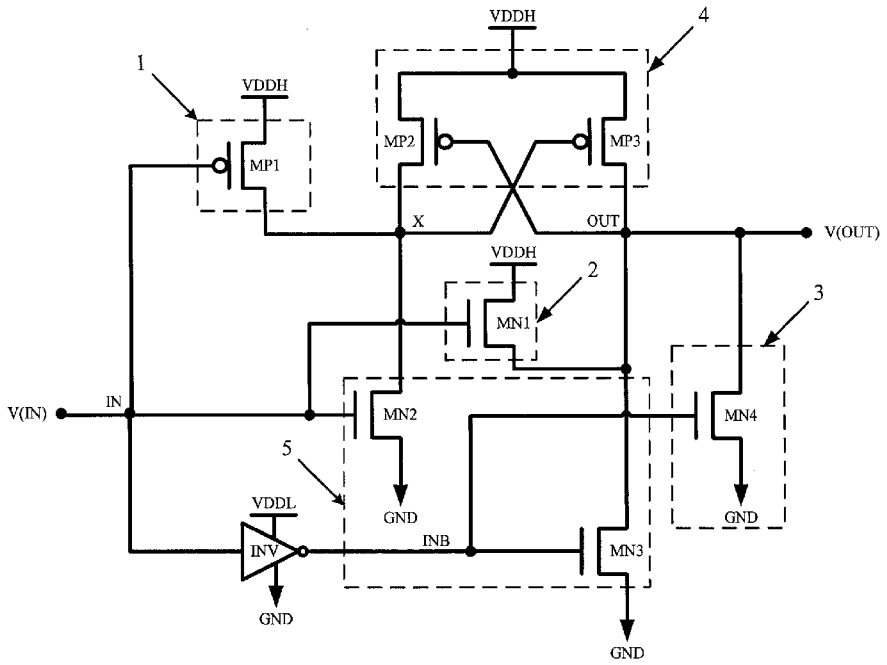 VDDH
4
1
VDDH
MP2
MP3
MP1
X
OUT
V(OUT)
VDDH
2
3
MN1
IN
V(IN)
MN2
MN4
5
VDDL
GND
GND
INV
INB
MN3
GND
GND